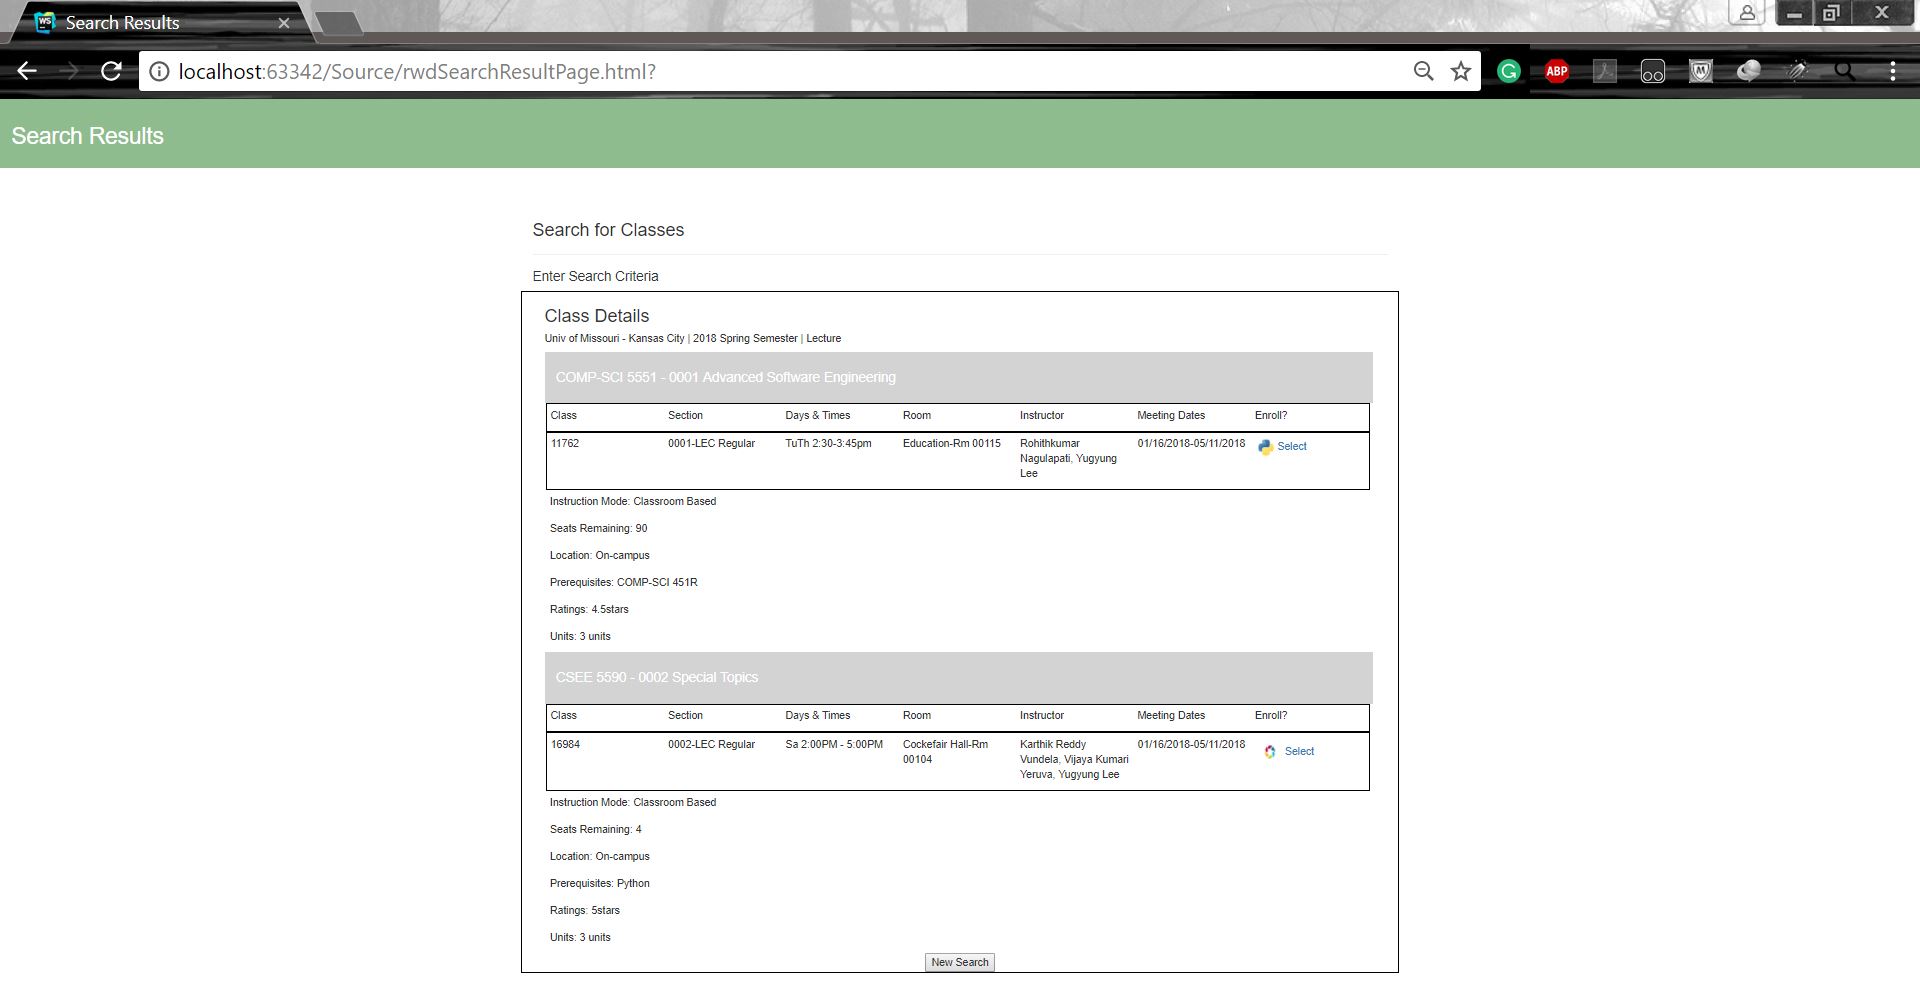 Search Results
localhost:63342/Source/rwdSearchResultPage.html?
ABP
Search Results
Search for Classes
Enter Search Criteria
Class Details
Univ of Missouri - Kansas City | 2018 Spring Semester | Lecture
COMP-SCI 5551 - 0001 Advanced Software Engineering
Class Section Days & Times Room Instructor Meeting Dates Enroll?
11762 0001-LEC Regular TuTh 2:30-3:45pm Education-Rm 00115 Rohithkumar 01/16/2018-05/11/2018 Select
Nagulapati, Yugyung
Lee
Instruction Mode: Classroom Based
Seats Remaining: 90
Location: On-campus
Prerequisites: COMP-SCI 451R
Ratings: 4.5stars
Units: 3 units
CSEE 5590 - 0002 Special Topics
Class Section Days & Times Room Instructor Meeting Dates Enroll?
16984 0002-LEC Regular Sa 2:00PM - 5:00PM Cockefair Hall-Rm Karthik Reddy 01/16/2018-05/11/2018 Select
00104 Vundela, Vijaya Kumari
Yeruva, Yugyung Lee
Instruction Mode: Classroom Based
Seats Remaining: 4
Location: On-campus
Prerequisites: Python
Ratings: 5stars
Units: 3 units
New Search